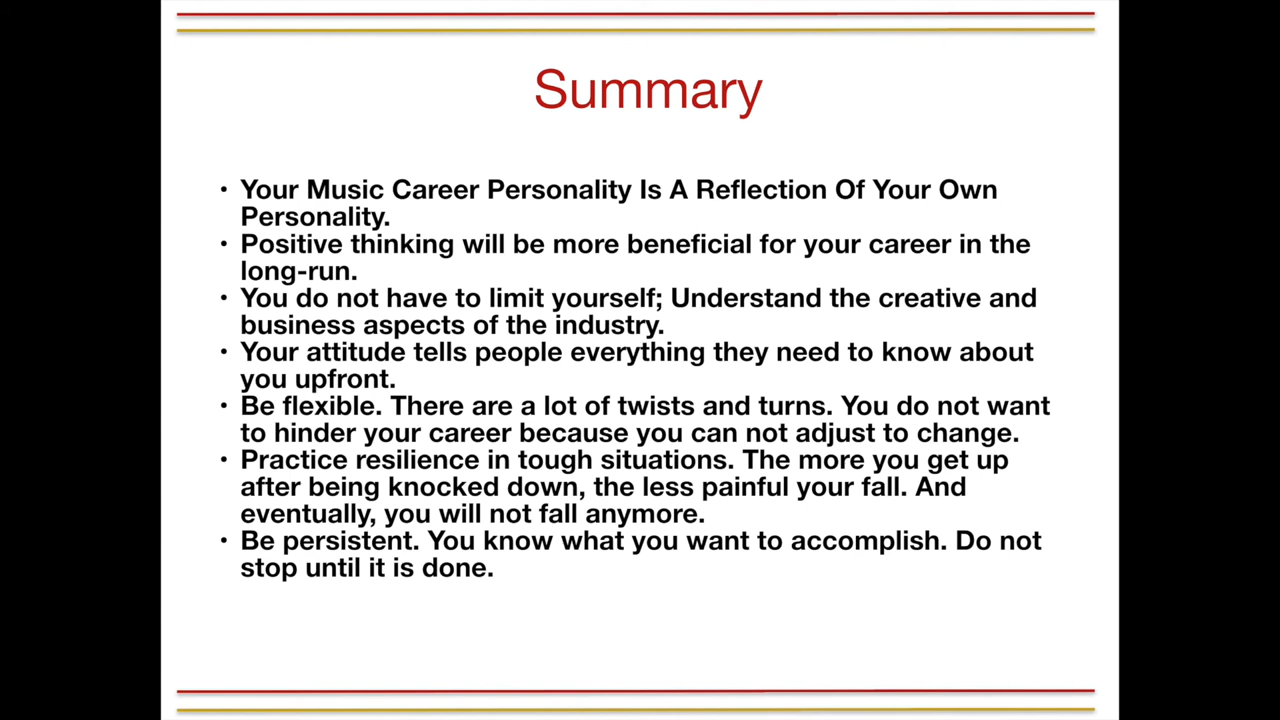 Summary
• Your Music Career Personality Is A Reflection Of Your Own
Personality.
• Positive thinking will be more beneficial for your career in the
long-run.
• You do not have to limit yourself; Understand the creative and
business aspects of the industry.
• Your attitude tells people everything they need to know about
you upfront.
• Be flexible. There are a lot of twists and turns. You do not want
to hinder your career because you can not adjust to change.
• Practice resilience in tough situations. The more you get up
after being knocked down, the less painful your fall. And
eventually, you will not fall anymore.
• Be persistent. You know what you want to accomplish. Do not
stop until it is done.